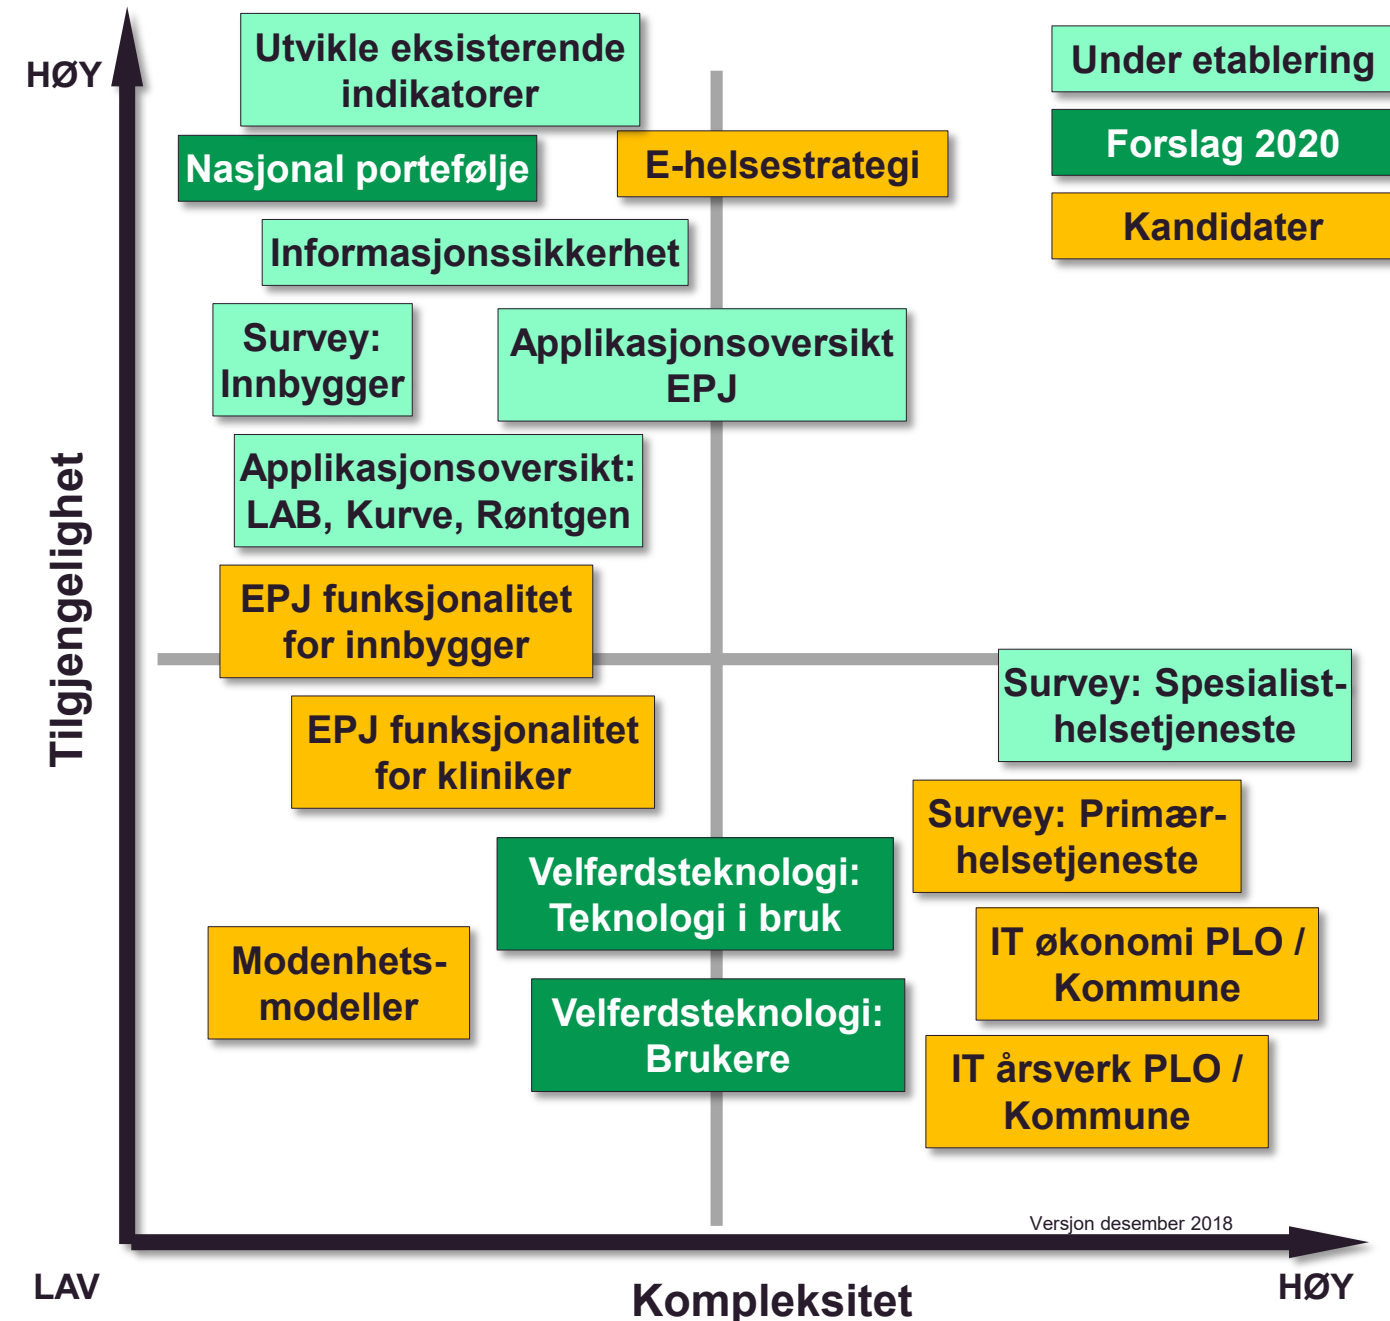 HØY
Utvikle eksisterende
indikatorer
Under etablering
Nasjonal portefølje
E-helsestrategi
Forslag 2020
Kandidater
Informasjonssikkerhet
Survey:
Innbygger
Applikasjonsoversikt
EPJ
Applikasjonsoversikt:
LAB, Kurve, Røntgen
Tilgjengelighet
EPJ funksjonalitet
for innbygger
Survey: Spesialist-
helsetjeneste
EPJ funksjonalitet
for kliniker
Survey: Primær-
helsetjeneste
Velferdsteknologi:
Teknologi i bruk
IT økonomi PLO /
Kommune
Modenhets-
modeller
Velferdsteknologi:
Brukere
IT årsverk PLO /
Kommune
Versjon desember 2018
LAV
Kompleksitet
HØY